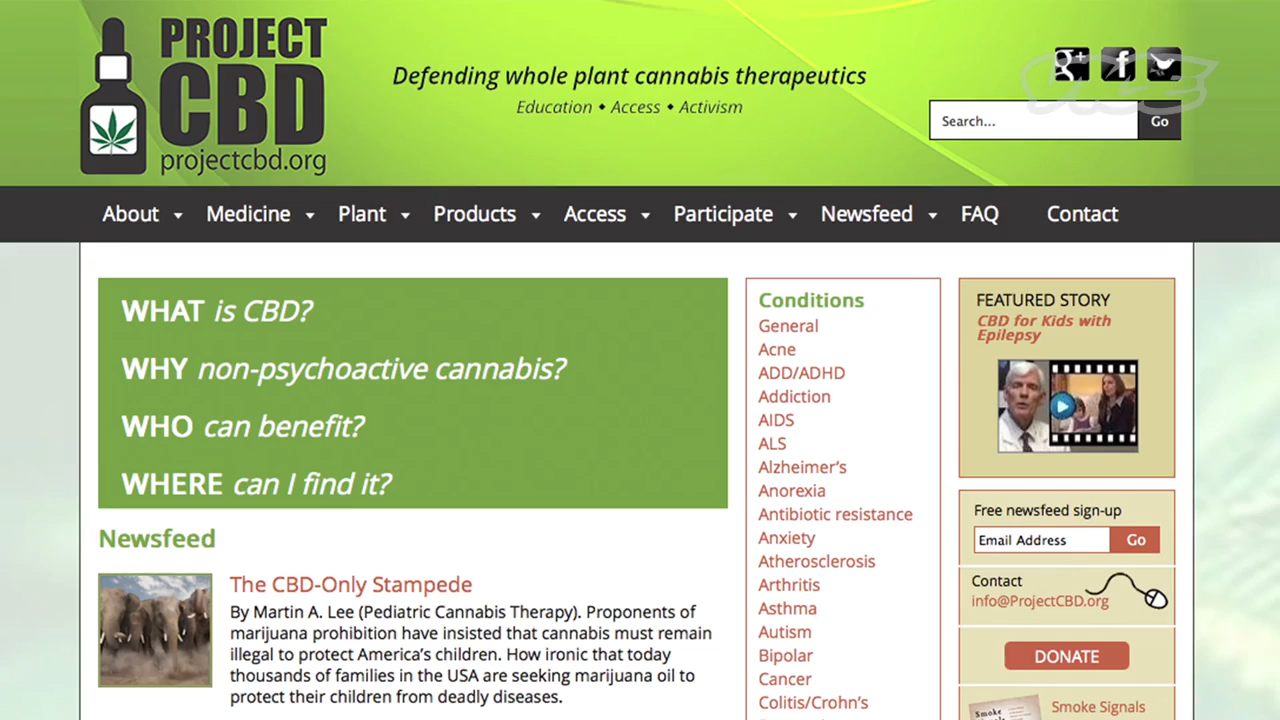 PROJECT
CBD
projectcbd.org
Defending whole plant cannabis therapeutics
Education • Access • Activism
g+ f
VICE
Search...
Go
About
Medicine
Plant
Products
Access
Participate
Newsfeed
FAQ
Contact
WHAT is CBD?
WHY non-psychoactive cannabis?
WHO can benefit?
WHERE can I find it?
Newsfeed
The CBD-Only Stampede
By Martin A. Lee (Pediatric Cannabis Therapy). Proponents of
marijuana prohibition have insisted that cannabis must remain
illegal to protect America's children. How ironic that today
thousands of families in the USA are seeking marijuana oil to
protect their children from deadly diseases.
Conditions
General
Acne
ADD/ADHD
Addiction
AIDS
ALS
Alzheimer's
Anorexia
Antibiotic resistance
Anxiety
Atherosclerosis
Arthritis
Asthma
Autism
Bipolar
Cancer
Colitis/Crohn's
FEATURED STORY
CBD for Kids with
Epilepsy
Free newsfeed sign-up
Email Address
Go
Contact
info@ProjectCBD.org
DONATE
Smoke
Smoke Signals